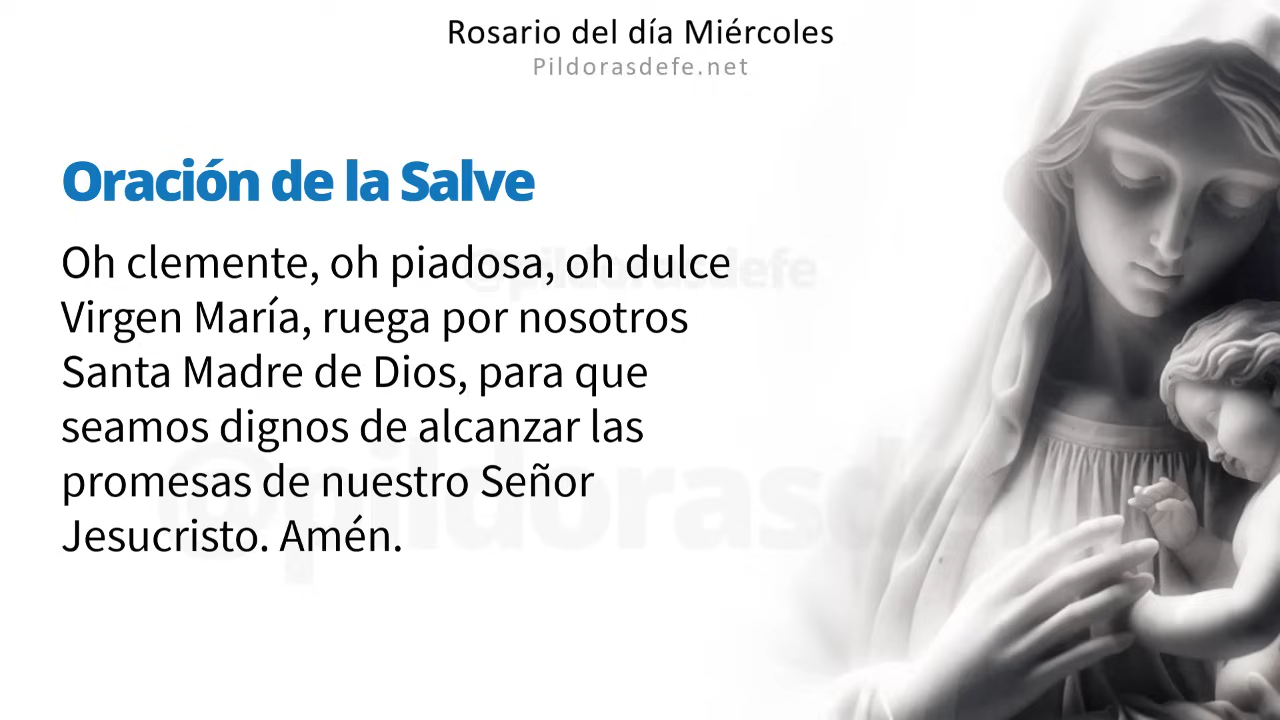 Rosario del día Miércoles
Pildorasdefe.net
Oración de la Salve
@pildorasdefe
Oh clemente, oh piadosa, oh dulce
Virgen María, ruega por nosotros
Santa Madre de Dios, para que
seamos dignos de alcanzar las
promesas de nuestro Señor
Jesucristo. Amén.
@pildorasde